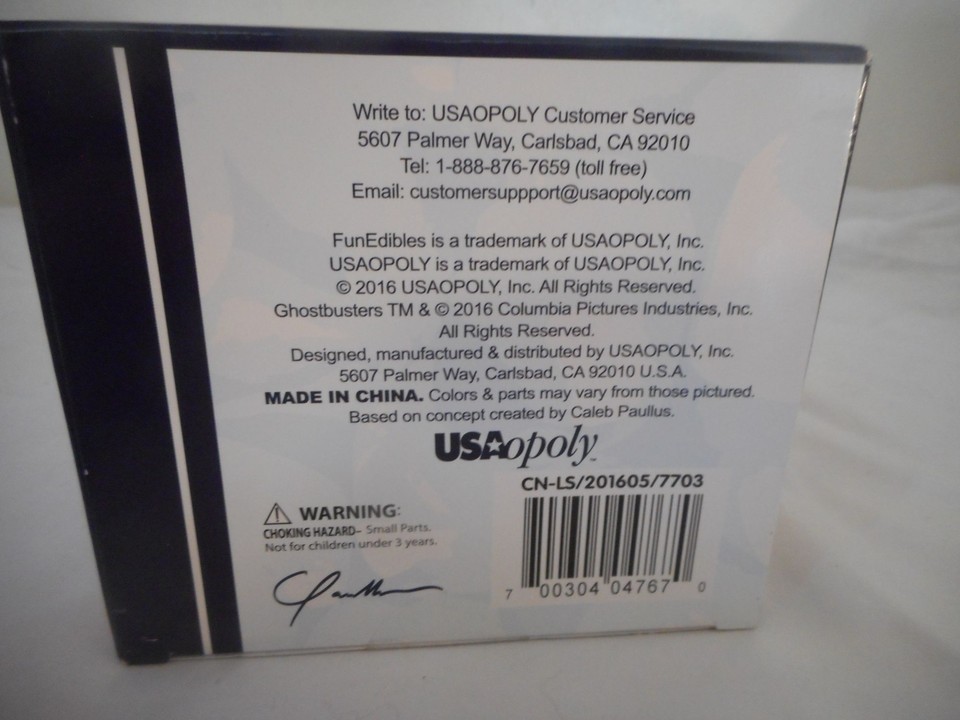 Write to: USAOPOLY Customer Service
5607 Palmer Way, Carlsbad, CA 92010
Tel: 1-888-876-7659 (toll free)
Email: customersuppport@usaopoly.com
FunEdibles is a trademark of USAOPOLY, Inc.
USAOPOLY is a trademark of USAOPOLY, Inc.
© 2016 USAOPOLY, Inc. All Rights Reserved.
Ghostbusters TM & © 2016 Columbia Pictures Industries, Inc.
All Rights Reserved.
Designed, manufactured & distributed by USAOPOLY, Inc.
5607 Palmer Way, Carlsbad, CA 92010 U.S.A.
MADE IN CHINA. Colors & parts may vary from those pictured.
Based on concept created by Caleb Paullus.
USAopoly™
CN-LS/201605/7703
WARNING:
CHOKING HAZARD– Small Parts.
Not for children under 3 years.
7 00304 04767 0